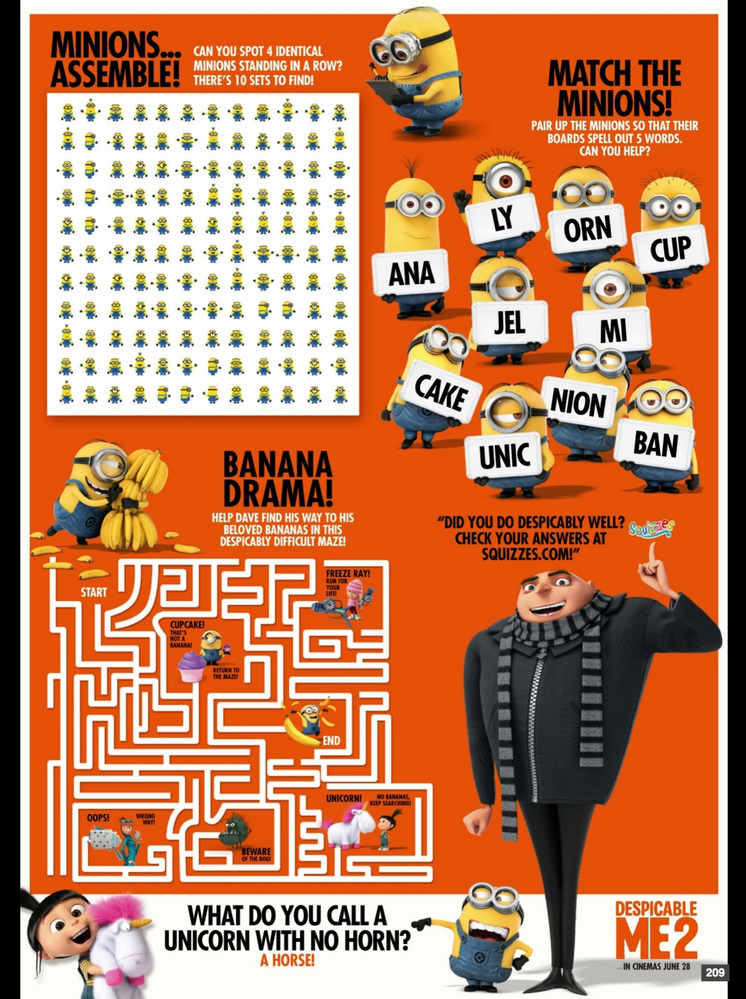 MINIONS...
ASSEMBLE!
CAN YOU SPOT 4 IDENTICAL
MINIONS STANDING IN A ROW?
THERE'S 10 SETS TO FIND!
MATCH THE
MINIONS!
PAIR UP THE MINIONS SO THAT THEIR
BOARDS SPELL OUT 5 WORDS.
CAN YOU HELP?
LY
ORN
CUP
ANA
JEL
MI
CAKE
NION
UNIC
BAN
BANANA
DRAMA!
HELP DAVE FIND HIS WAY TO HIS
BELOVED BANANAS IN THIS
DESPICABLY DIFFICULT MAZE!
"DID YOU DO DESPICABLY WELL?
CHECK YOUR ANSWERS AT
SQUIZZES.COM!"
Squizzes
START
FREEZE RAY!
RUN FOR
YOUR
LIFE!
CUPCAKE!
THAT'S
NOT A
BANANA!
RETURN TO
THE MAZE!
END
UNICORN!
NO BANANAS,
KEEP SEARCHING!
OOPS!
WRONG
WAY!
BEWARE
OF THE DOG!
WHAT DO YOU CALL A
UNICORN WITH NO HORN?
A HORSE!
DESPICABLE
ME 2
IN CINEMAS JUNE 28
209